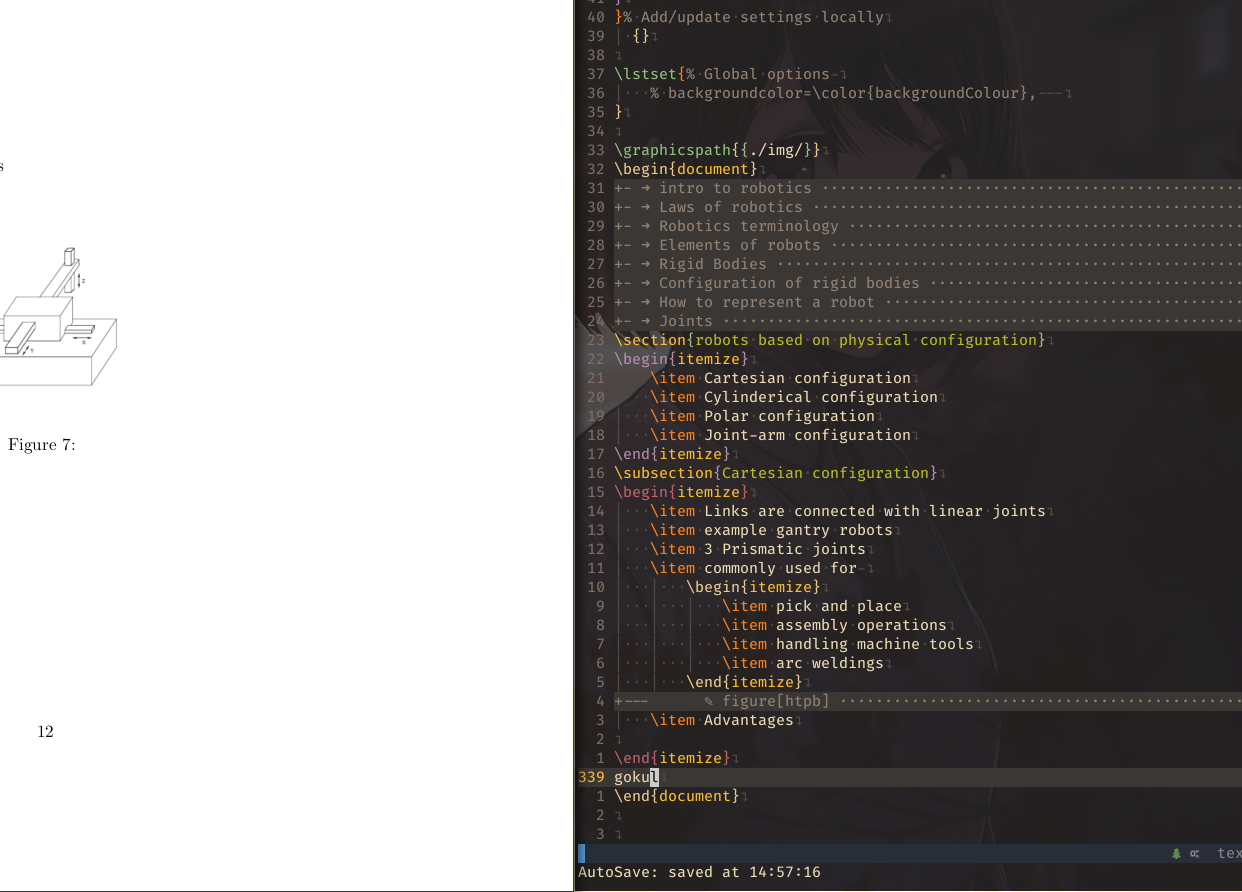 s
Z
X
Y
Figure 7:
12
40 }% Add/update settings locally
39 {}
38
37 \lstset{% Global options
36 % backgroundcolor=\color{backgroundColour},
35 }
34
33 \graphicspath{{./img/}}
32 \begin{document}
31 +- → intro to robotics
30 +- → Laws of robotics
29 +- → Robotics terminology
28 +- → Elements of robots
27 +- → Rigid Bodies
26 +- → Configuration of rigid bodies
25 +- → How to represent a robot
24 +- → Joints
23 \section{robots based on physical configuration}
22 \begin{itemize}
21 \item Cartesian configuration
20 \item Cylinderical configuration
19 \item Polar configuration
18 \item Joint-arm configuration
17 \end{itemize}
16 \subsection{Cartesian configuration}
15 \begin{itemize}
14 \item Links are connected with linear joints
13 \item example gantry robots
12 \item 3 Prismatic joints
11 \item commonly used for
10 \begin{itemize}
9 \item pick and place
8 \item assembly operations
7 \item handling machine tools
6 \item arc weldings
5 \end{itemize}
4 +--- ✎ figure[htpb]
3 \item Advantages
2
1 \end{itemize}
339 gokul
1 \end{document}
2
3
tex
AutoSave: saved at 14:57:16